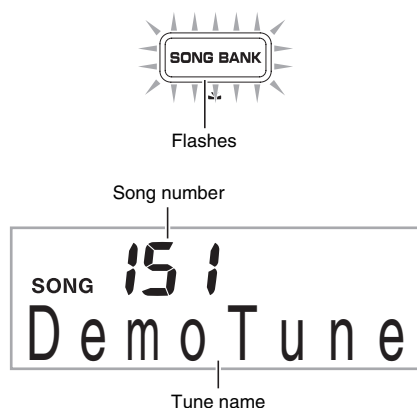 SONG BANK
Flashes
Song number
SONG 151
DemoTune
Tune name